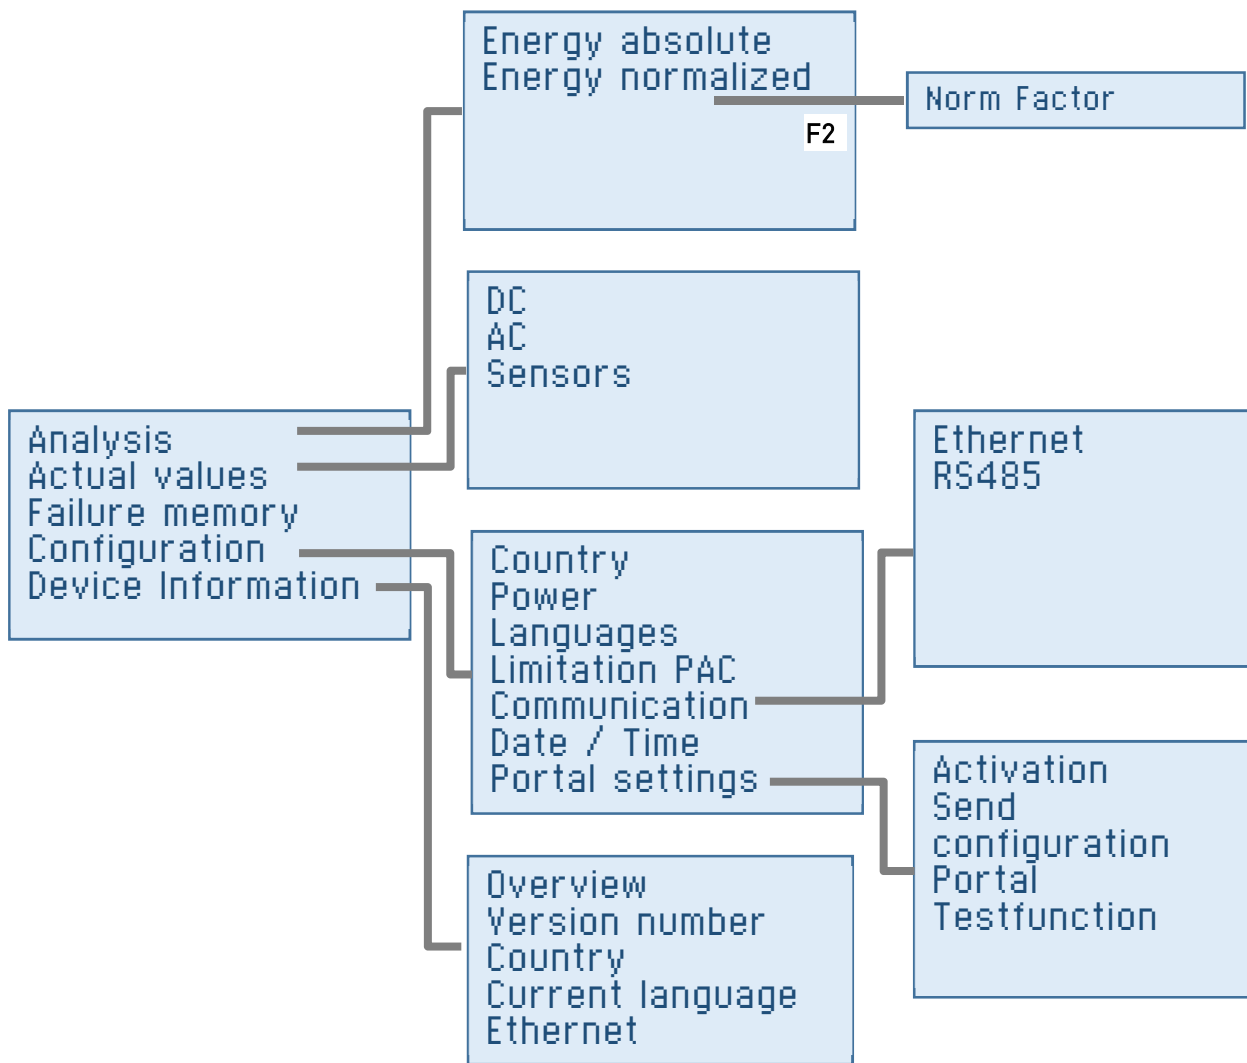 Energy absolute
Energy normalized
F2
Norm Factor
DC
AC
Sensors
Analysis
Actual values
Failure memory
Configuration
Device Information
Country
Power
Languages
Limitation PAC
Communication
Date / Time
Portal settings
Ethernet
RS485
Activation
Send
configuration
Portal
Testfunction
Overview
Version number
Country
Current language
Ethernet